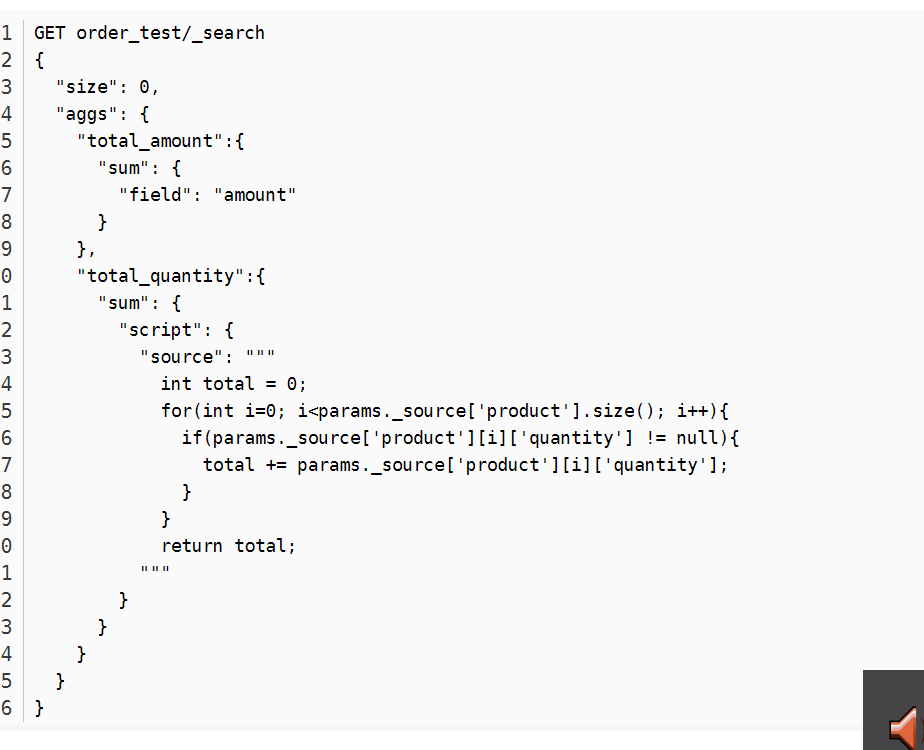 1 GET order_test/_search
2 {
3   "size": 0,
4   "aggs": {
5     "total_amount":{
6       "sum": {
7         "field": "amount"
8       }
9     },
0     "total_quantity":{
1       "sum": {
2         "script": {
3           "source": """
4             int total = 0;
5             for(int i=0; i<params._source['product'].size(); i++){
6               if(params._source['product'][i]['quantity'] != null){
7                 total += params._source['product'][i]['quantity'];
8               }
9             }
0             return total;
1           """
2         }
3       }
4     }
5   }
6 }